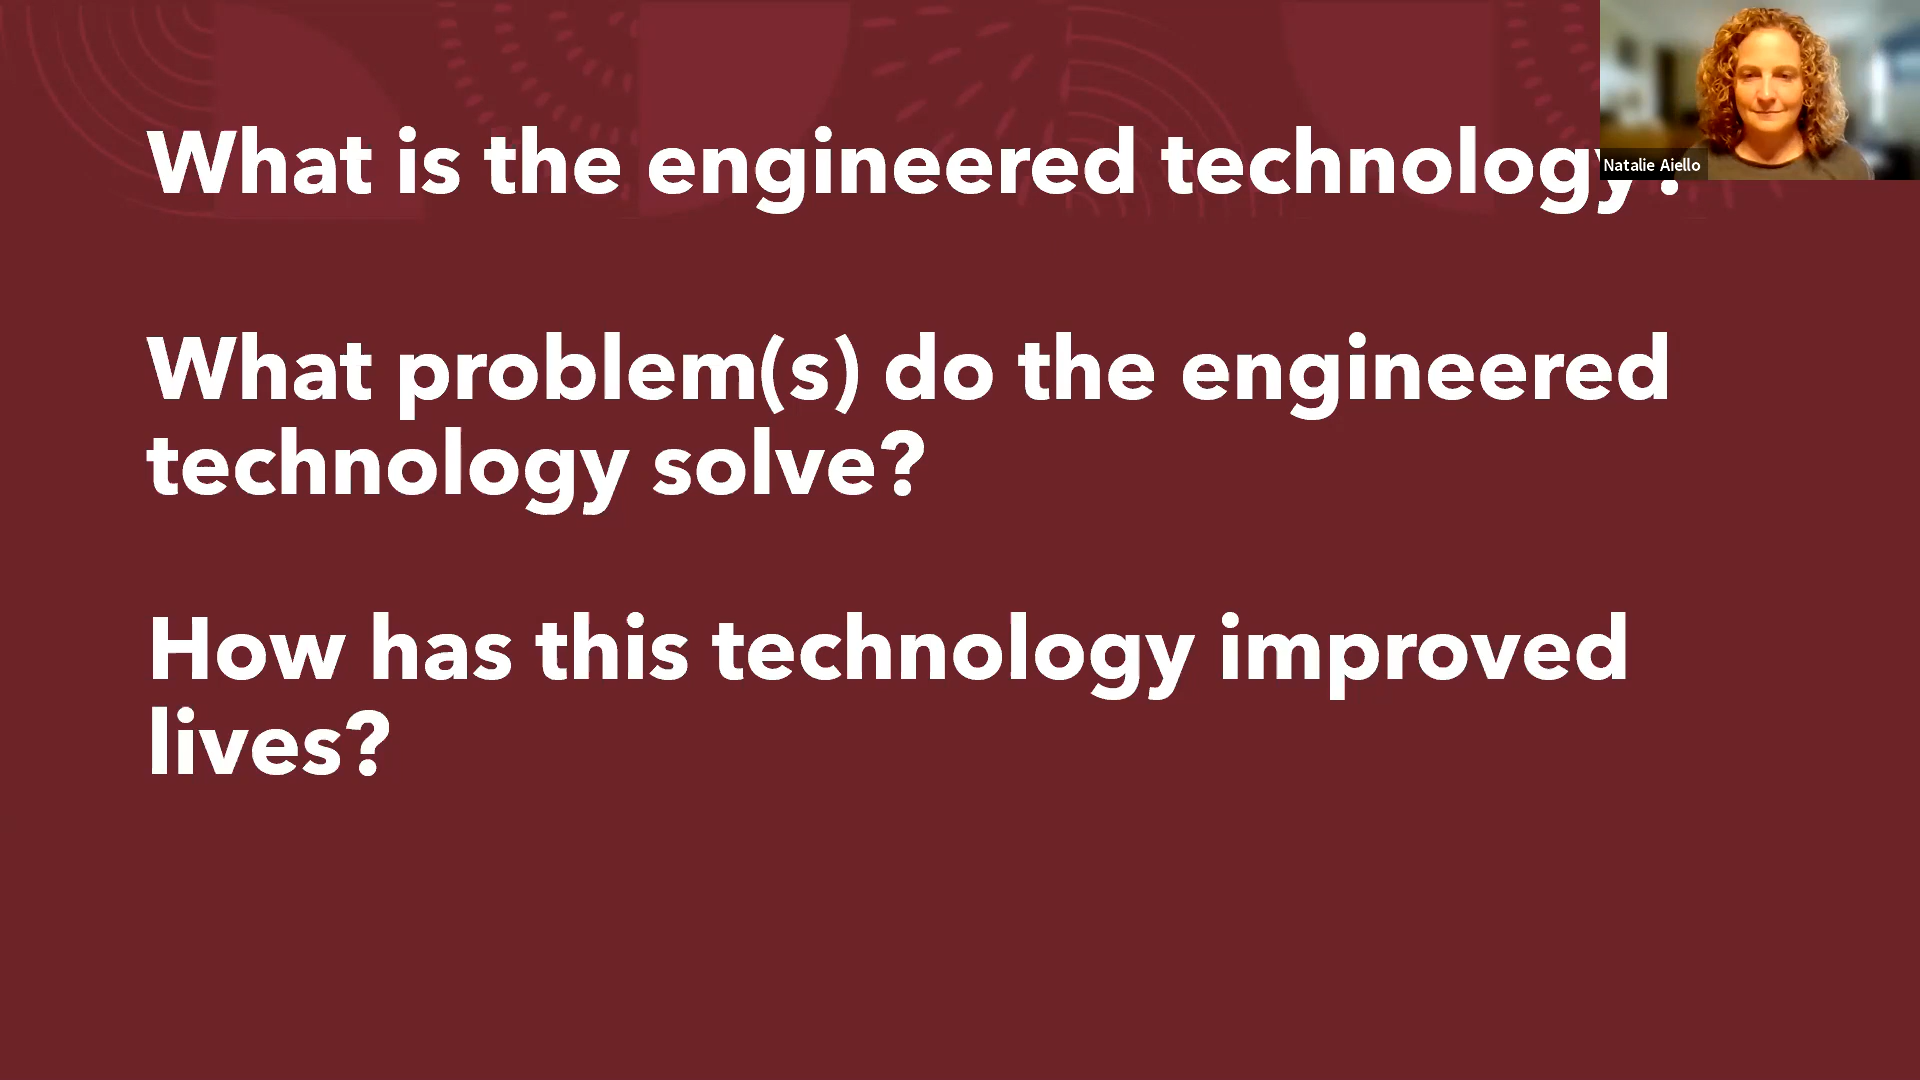 What is the engineered technology?
Natalie Aiello
What problem(s) do the engineered
technology solve?
How has this technology improved
lives?